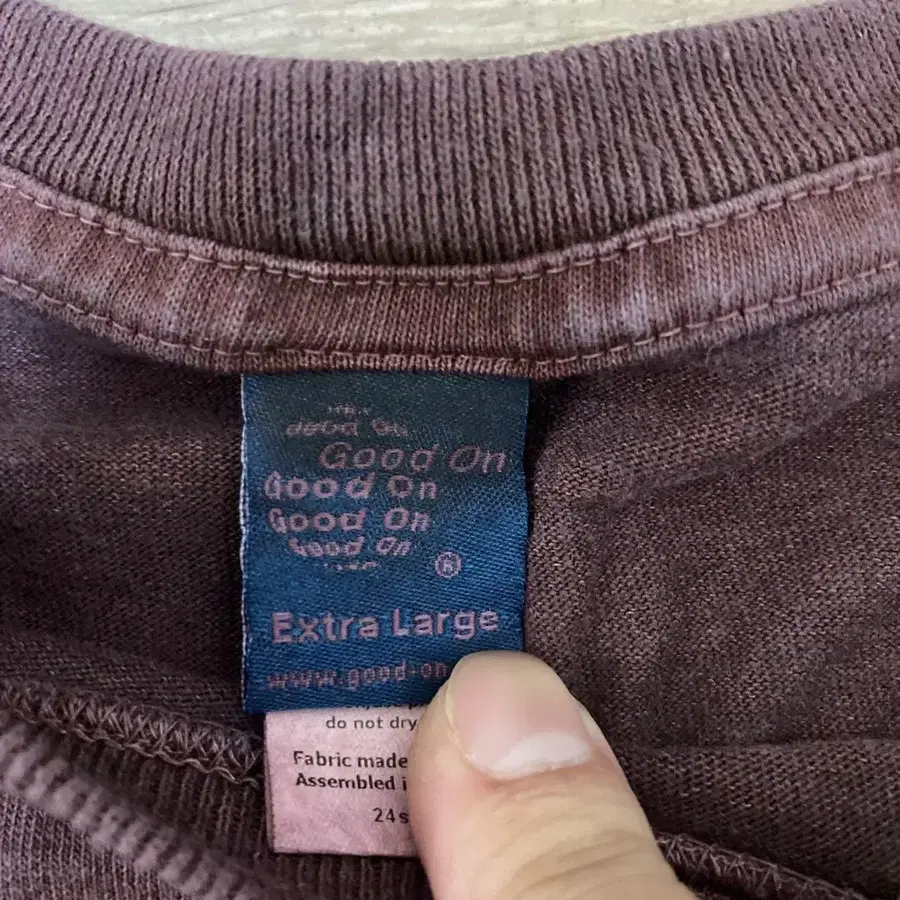 Good On
Good On
Good On
Good On
Good On
®
Extra Large
www.good-on
do not dry
Fabric made
Assembled i
24s